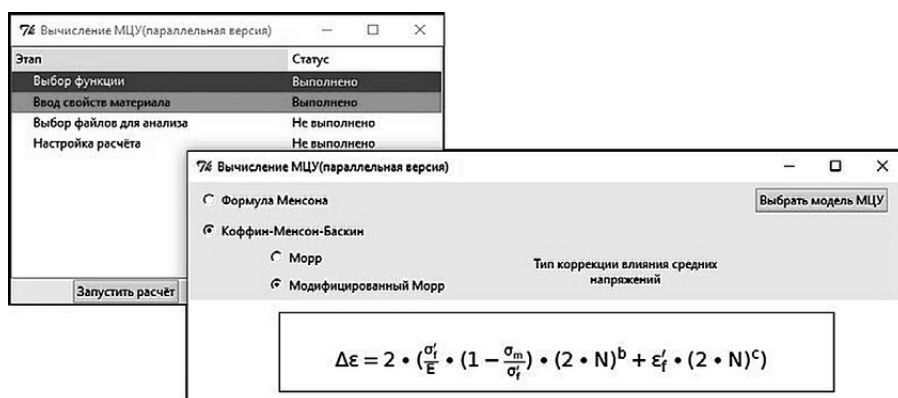 Вычисление МЦУ(параллельная версия)
Этап Статус
Выбор функции Выполнено
Ввод свойств материала Выполнено
Выбор файлов для анализа Не выполнено
Настройка расчёта Не выполнено
Запустить расчёт
Вычисление МЦУ(параллельная версия)
Формула Менсона
Выбрать модель МЦУ
Коффин-Менсон-Баскин
Морр
Модифицированный Морр
Тип коррекции влияния средних
напряжений
Δε = 2 • (σ′f/E • (1 − σm/σ′f) • (2 • N)^b + ε′f • (2 • N)^c)